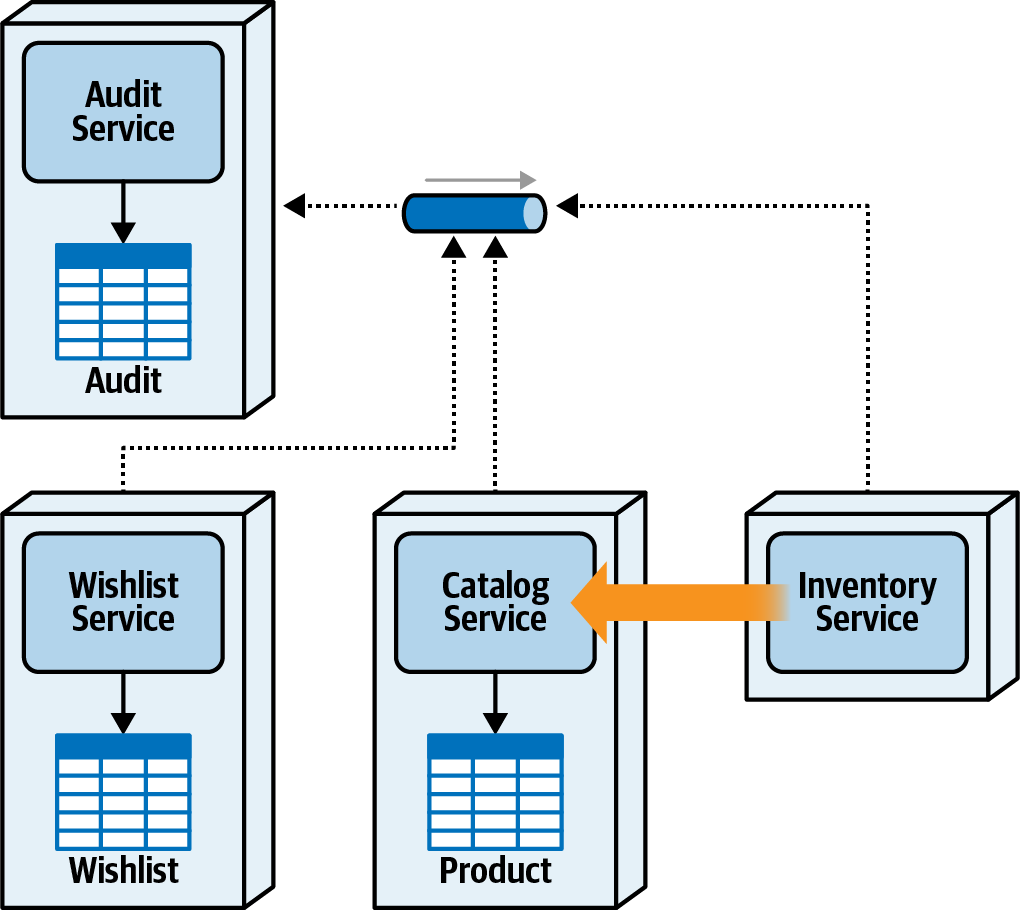 Audit
Service
Audit
Wishlist
Service
Wishlist
Catalog
Service
Product
Inventory
Service